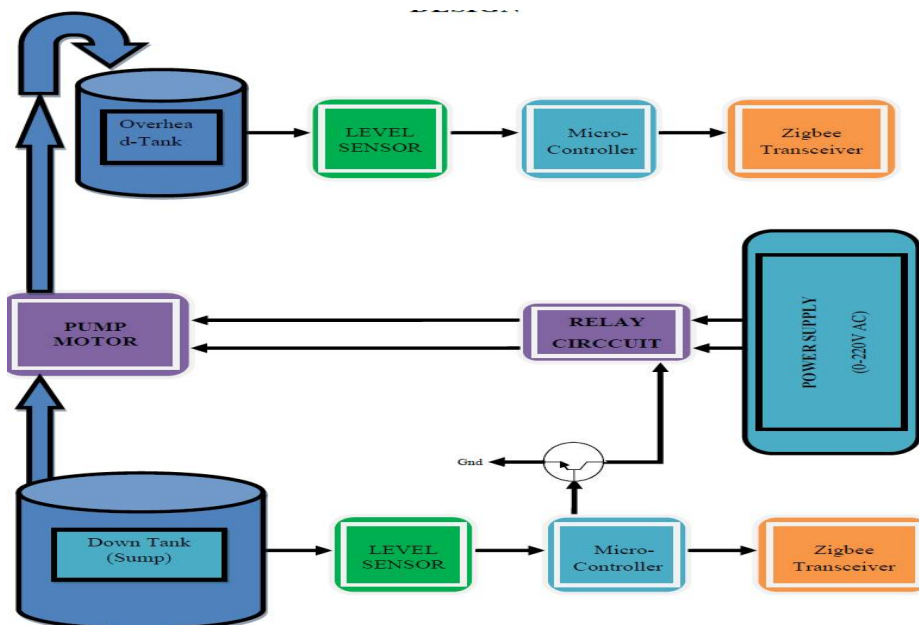 DESIGN
Overhea
d-Tank
LEVEL
SENSOR
Micro-
Controller
Zigbee
Transceiver
PUMP
MOTOR
RELAY
CIRCCUIT
POWER SUPPLY
(0-220V AC)
Gnd
Down Tank
(Sump)
LEVEL
SENSOR
Micro-
Controller
Zigbee
Transceiver